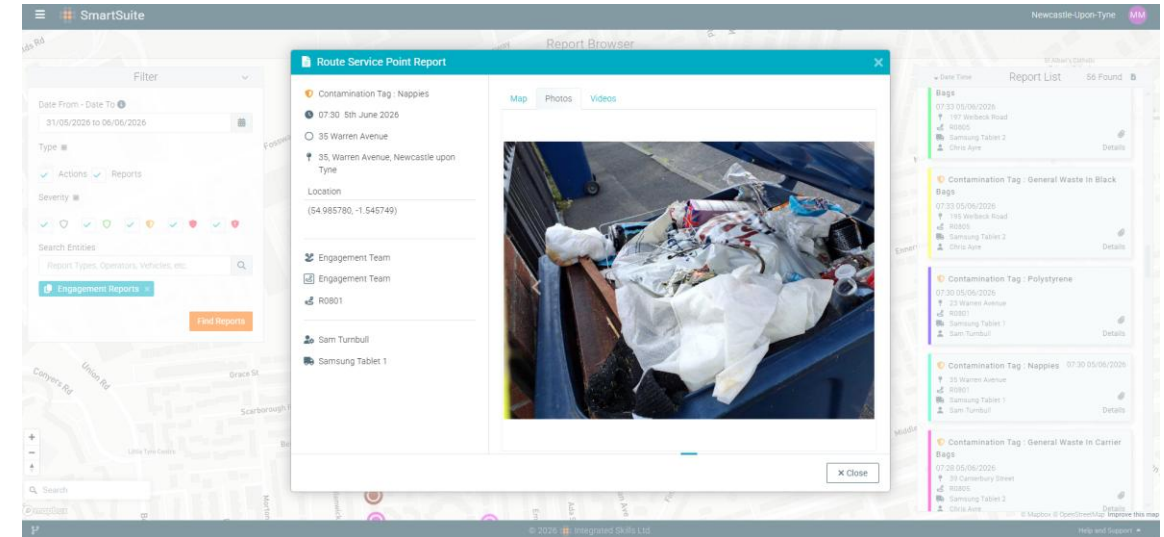 SmartSuite
Newcastle-Upon-Tyne
MM
Report Browser
Filter
Date From - Date To
31/05/2026 to 06/06/2026
Type
Actions
Reports
Severity
Search Entities
Report Types, Operators, Vehicles, etc.
Engagement Reports ×
Find Reports
Union Rd
Conyers Rd
Grace St
Search
Route Service Point Report
Contamination Tag : Nappies
07:30 5th June 2026
35 Warren Avenue
35, Warren Avenue, Newcastle upon
Tyne
Location
(54.985780, -1.545749)
Engagement Team
Engagement Team
R0801
Sam Turnbull
Samsung Tablet 1
Map
Photos
Videos
× Close
Date Time
Report List
56 Found
Bags
07:33 05/06/2026
197 Welbeck Road
R0805
Samsung Tablet 2
Chris Ayre
Details
Contamination Tag : General Waste In Black
Bags
07:33 05/06/2026
195 Welbeck Road
R0805
Samsung Tablet 2
Chris Ayre
Details
Contamination Tag : Polystyrene
07:30 05/06/2026
23 Warren Avenue
R0801
Samsung Tablet 1
Sam Turnbull
Details
Contamination Tag : Nappies
07:30 05/06/2026
35 Warren Avenue
R0801
Samsung Tablet 1
Sam Turnbull
Details
Contamination Tag : General Waste In Carrier
Bags
07:28 05/06/2026
39 Canterbury Street
R0805
Samsung Tablet 2
Chris Ayre
Details
© Mapbox © OpenStreetMap Improve this map
© 2026 Integrated Skills Ltd
Help and Support